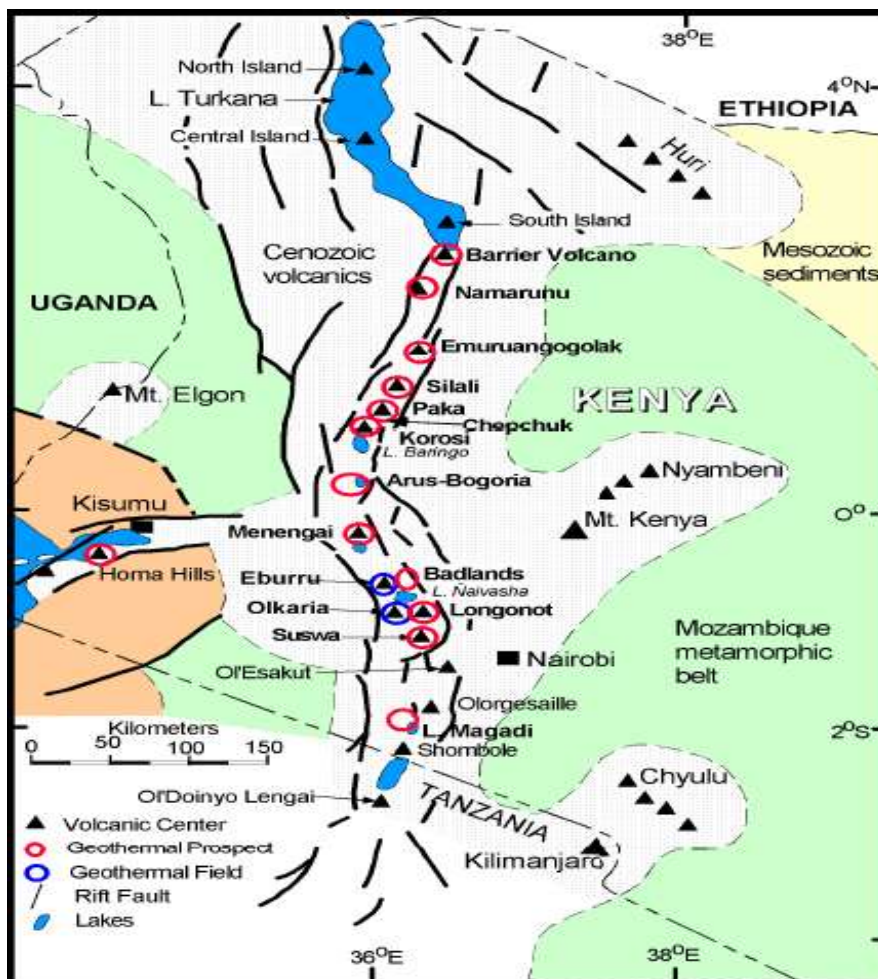 38°E
North Island
4°N
L. Turkana
ETHIOPIA
Central Island
Huri
South Island
Cenozoic
volcanics
Barrier Volcano
Mesozoic
sediments
Namarunu
UGANDA
Emuruangogolak
Mt. Elgon
Silali
KENYA
Paka
Chepchuk
Korosi
L. Baringo
Arus-Bogoria
Nyambeni
Kisumu
Mt. Kenya
0°
Menengai
Homa Hills
Eburru
Badlands
L. Naivasha
Olkaria
Longonot
Suswa
Mozambique
metamorphic
belt
Nairobi
Ol'Esakut
Olorgesaille
Kilometers
L. Magadi
2°S
0 50 100 150
Shombole
Ol'Doinyo Lengai
TANZANIA
Chyulu
Kilimanjaro
Volcanic Center
Geothermal Prospect
Geothermal Field
Rift Fault
Lakes
36°E
38°E